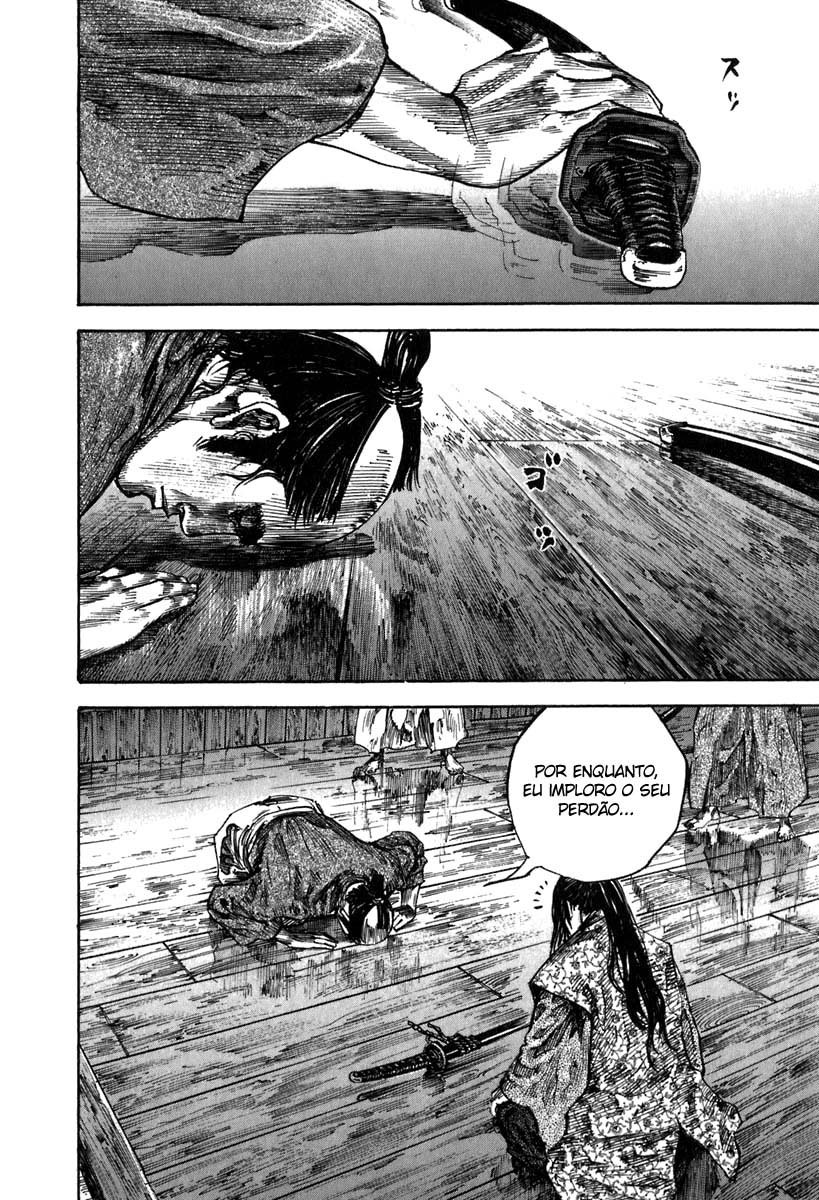 スッ
ゴッ
POR ENQUANTO,
EU IMPLORO O SEU
PERDÃO...